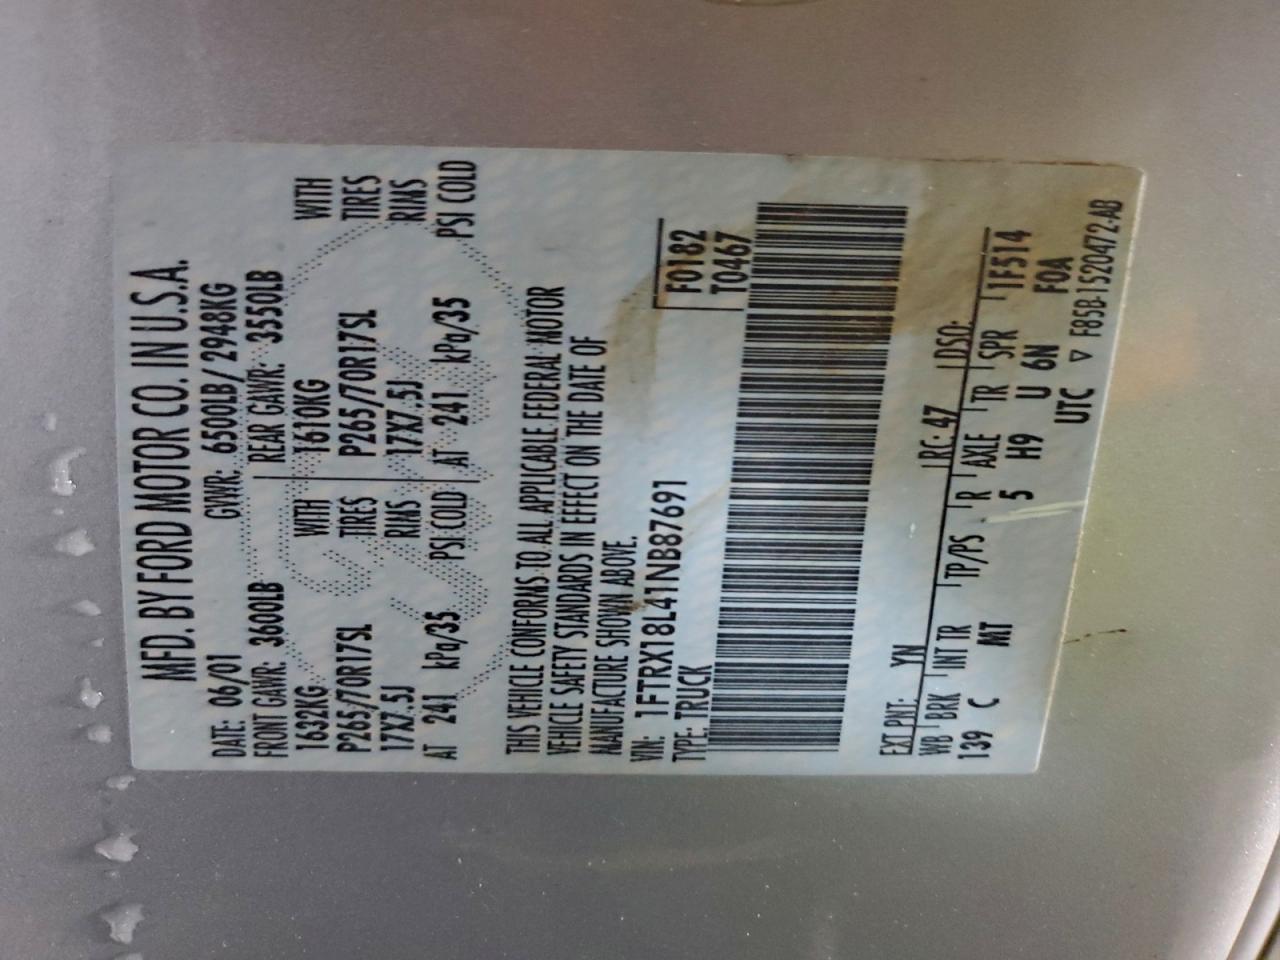 MFD. BY FORD MOTOR CO. IN U.S.A.
DATE: 06/01 GVWR: 6500LB/ 2948KG
FRONT GAWR: 3600LB REAR GAWR: 3550LB
1632KG WITH 1610KG WITH
P265/70R17SL TIRES P265/70R17SL TIRES
17X7.5J RIMS 17X7.5J RIMS
AT 241 kPa/35 PSI COLD AT 241 kPa/35 PSI COLD
THIS VEHICLE CONFORMS TO ALL APPLICABLE FEDERAL MOTOR
VEHICLE SAFETY STANDARDS IN EFFECT ON THE DATE OF
MANUFACTURE SHOWN ABOVE.
VIN: 1FTRX18L41NB87691 F0182
TYPE: TRUCK T0467
EXT PNT: YN RC: 47 DSO:
WB BRK INT TR TP/PS R AXLE TR SPR 1F514
139 C MT 5 H9 U 6N FOA
UTC ▽ F85B-1520472-AB